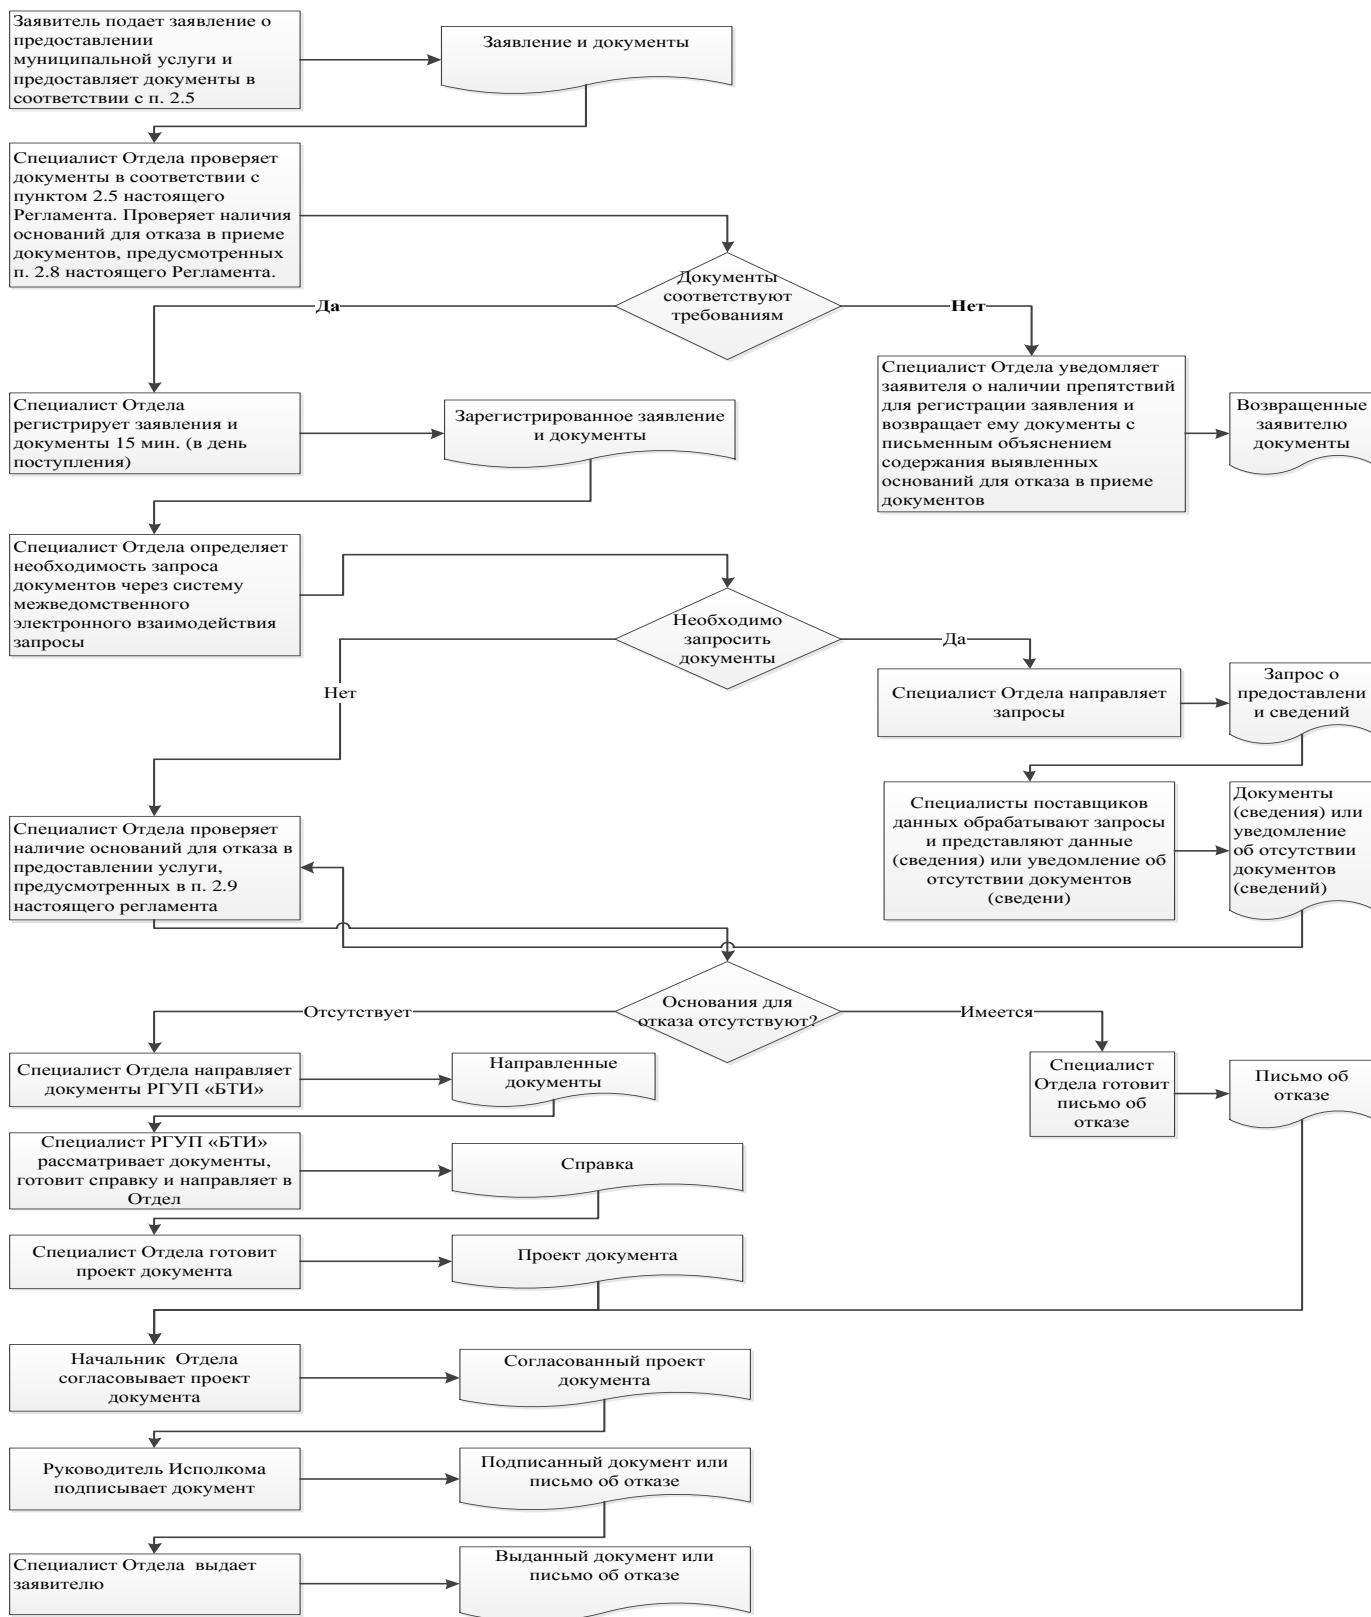 Заявитель подает заявление о
предоставлении
муниципальной услуги и
предоставляет документы в
соответствии с п. 2.5
Заявление и документы
Специалист Отдела проверяет
документы в соответствии с
пунктом 2.5 настоящего
Регламента. Проверяет наличия
оснований для отказа в приеме
документов, предусмотренных
п. 2.8 настоящего Регламента.
Документы
соответствуют
требованиям
Да
Нет
Специалист Отдела
регистрирует заявления и
документы 15 мин. (в день
поступления)
Зарегистрированное заявление
и документы
Специалист Отдела уведомляет
заявителя о наличии препятствий
для регистрации заявления и
возвращает ему документы с
письменным объяснением
содержания выявленных
оснований для отказа в приеме
документов
Возвращенные
заявителю
документы
Специалист Отдела определяет
необходимость запроса
документов через систему
межведомственного
электронного взаимодействия
запросы
Необходимо
запросить
документы
Да
Нет
Специалист Отдела направляет
запросы
Запрос о
предоставлени
и сведений
Специалисты поставщиков
данных обрабатывают запросы
и представляют данные
(сведения) или уведомление об
отсутствии документов
(сведени)
Документы
(сведения) или
уведомление
об отсутствии
документов
(сведений)
Специалист Отдела проверяет
наличие оснований для отказа в
предоставлении услуги,
предусмотренных в п. 2.9
настоящего регламента
Основания для
отказа отсутствуют?
Отсутствует
Имеется
Специалист Отдела направляет
документы РГУП «БТИ»
Направленные
документы
Специалист
Отдела готовит
письмо об
отказе
Письмо об
отказе
Специалист РГУП «БТИ»
рассматривает документы,
готовит справку и направляет в
Отдел
Справка
Специалист Отдела готовит
проект документа
Проект документа
Начальник  Отдела
согласовывает проект
документа
Согласованный проект
документа
Руководитель Исполкома
подписывает документ
Подписанный документ или
письмо об отказе
Специалист Отдела  выдает
заявителю
Выданный документ или
письмо об отказе